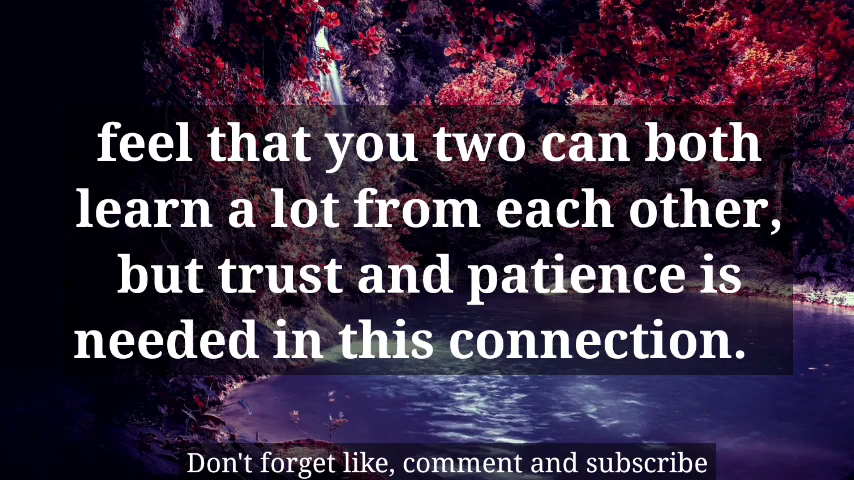 feel that you two can both
learn a lot from each other,
but trust and patience is
needed in this connection.
Don't forget like, comment and subscribe